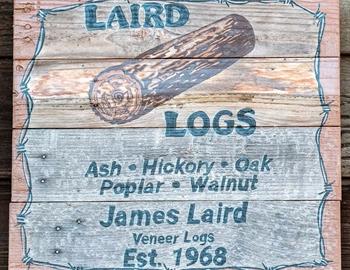 LAIRD
LOGS
Ash • Hickory • Oak
Poplar • Walnut
James Laird
Veneer Logs
Est. 1968